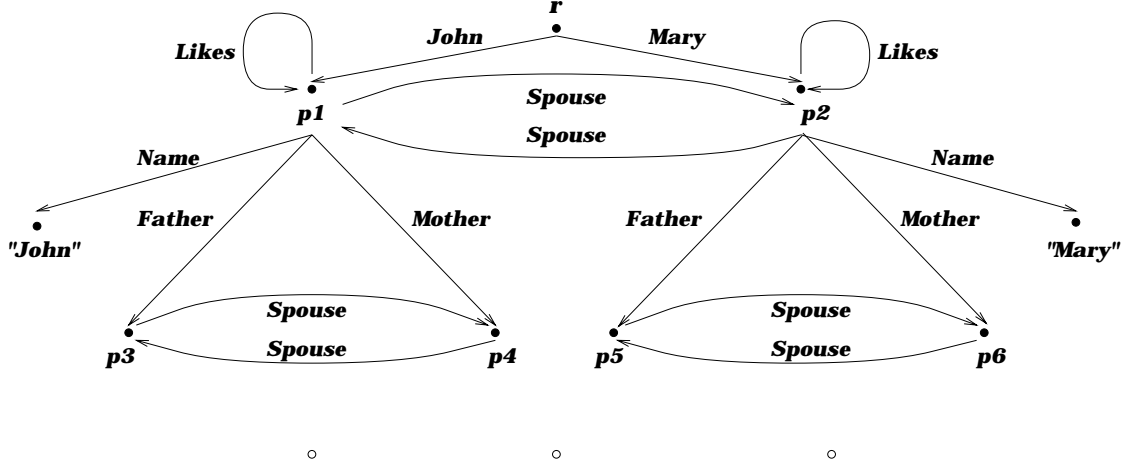 r
John Mary
Likes Likes
Spouse
p1 p2
Spouse
Name Name
Father Mother Father Mother
"John" "Mary"
Spouse Spouse
Spouse Spouse
p3 p4 p5 p6